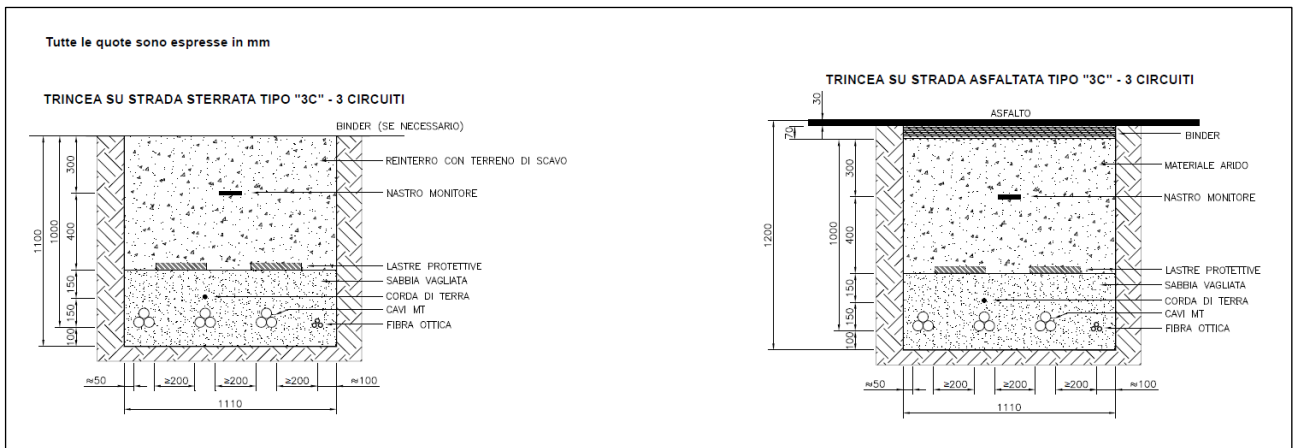 Tutte le quote sono espresse in mm
TRINCEA SU STRADA STERRATA TIPO "3C" - 3 CIRCUITI
BINDER (SE NECESSARIO)
REINTERRO CON TERRENO DI SCAVO
NASTRO MONITORE
LASTRE PROTETTIVE
SABBIA VAGLIATA
CORDA DI TERRA
CAVI MT
FIBRA OTTICA
1100
1000
300
400
150
150
100
≈50
≥200
≥200
≥200
≈100
1110
TRINCEA SU STRADA ASFALTATA TIPO "3C" - 3 CIRCUITI
30
ASFALTO
70
BINDER
MATERIALE ARIDO
NASTRO MONITORE
LASTRE PROTETTIVE
SABBIA VAGLIATA
CORDA DI TERRA
CAVI MT
FIBRA OTTICA
1200
1000
300
400
150
150
100
≈50
≥200
≥200
≥200
≈100
1110